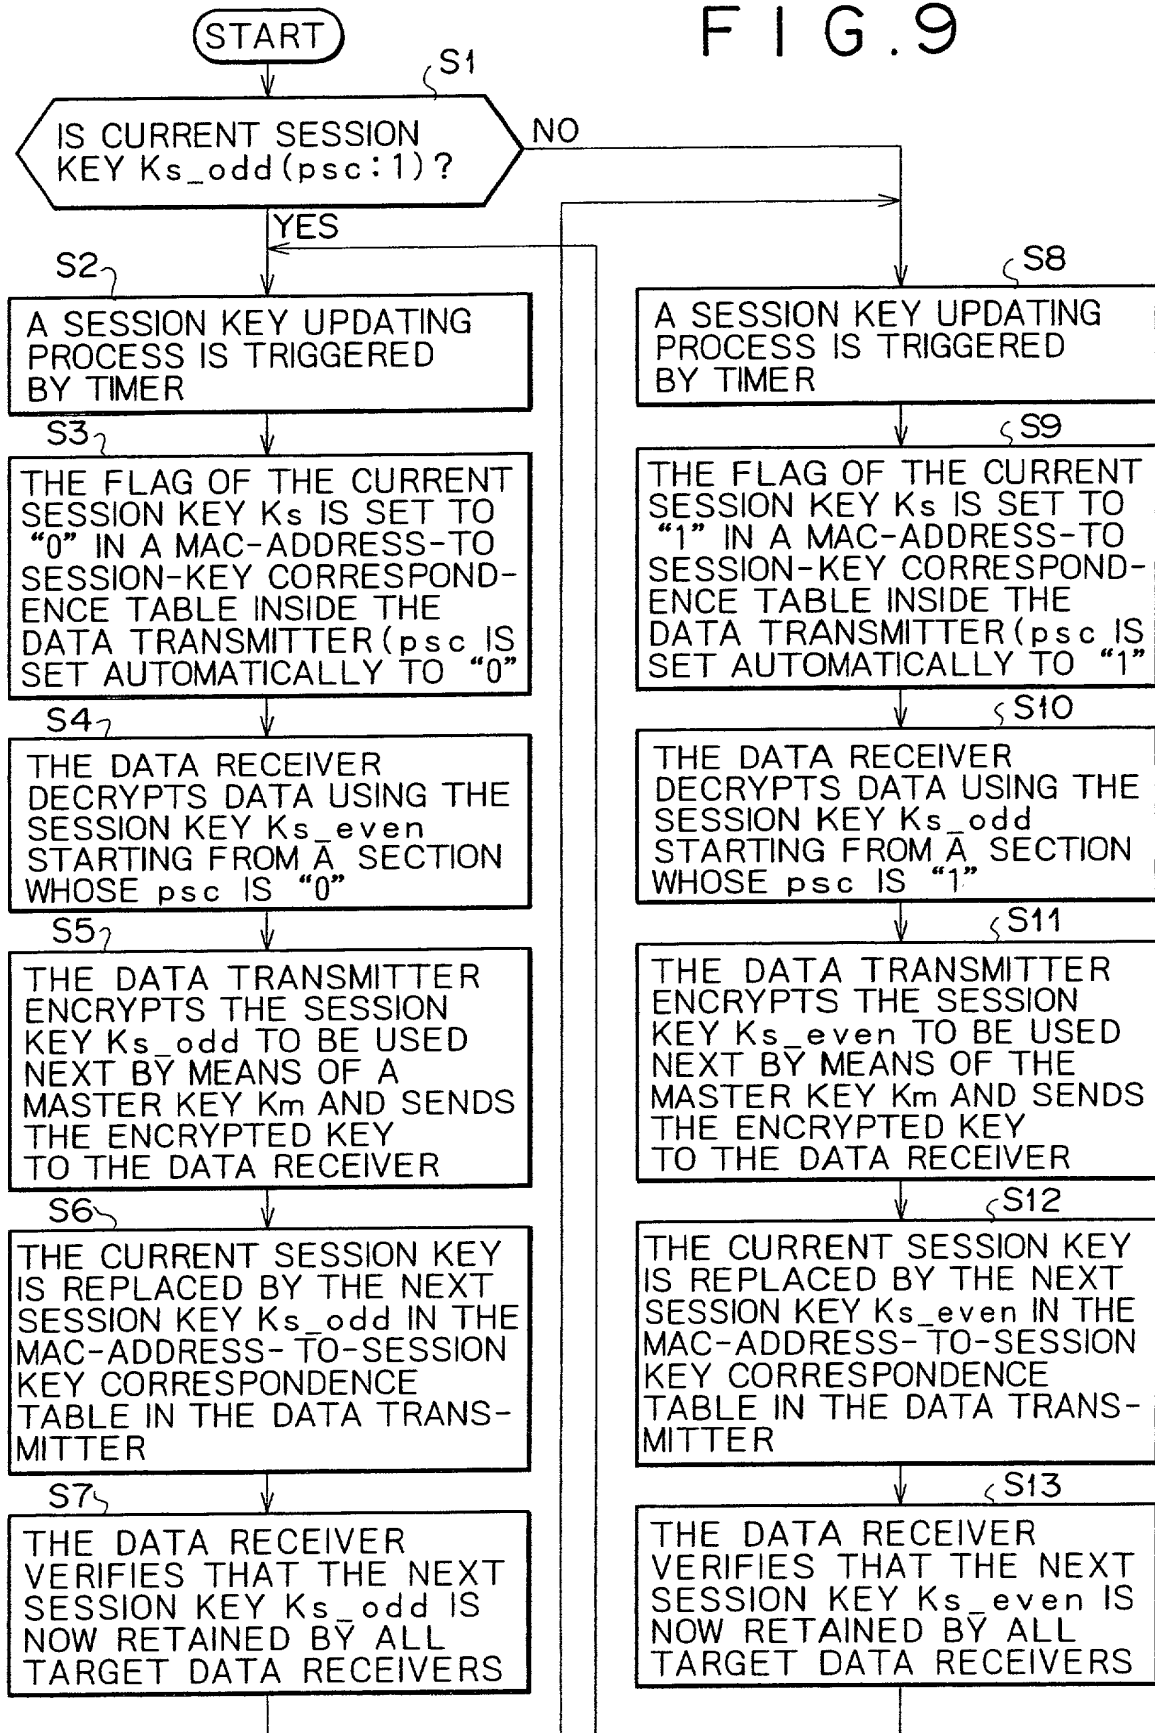 FIG.9
START
S1
IS CURRENT SESSION
KEY Ks_odd(psc:1)?
NO
YES
S2
A SESSION KEY UPDATING
PROCESS IS TRIGGERED
BY TIMER
S3
THE FLAG OF THE CURRENT
SESSION KEY Ks IS SET TO
“0” IN A MAC-ADDRESS-TO
SESSION-KEY CORRESPOND-
ENCE TABLE INSIDE THE
DATA TRANSMITTER(psc IS
SET AUTOMATICALLY TO “0”
S4
THE DATA RECEIVER
DECRYPTS DATA USING THE
SESSION KEY Ks_even
STARTING FROM A SECTION
WHOSE psc IS “0”
S5
THE DATA TRANSMITTER
ENCRYPTS THE SESSION
KEY Ks_odd TO BE USED
NEXT BY MEANS OF A
MASTER KEY Km AND SENDS
THE ENCRYPTED KEY
TO THE DATA RECEIVER
S6
THE CURRENT SESSION KEY
IS REPLACED BY THE NEXT
SESSION KEY Ks_odd IN THE
MAC-ADDRESS-TO-SESSION
KEY CORRESPONDENCE
TABLE IN THE DATA TRANS-
MITTER
S7
THE DATA RECEIVER
VERIFIES THAT THE NEXT
SESSION KEY Ks_odd IS
NOW RETAINED BY ALL
TARGET DATA RECEIVERS
S8
A SESSION KEY UPDATING
PROCESS IS TRIGGERED
BY TIMER
S9
THE FLAG OF THE CURRENT
SESSION KEY Ks IS SET TO
“1” IN A MAC-ADDRESS-TO
SESSION-KEY CORRESPOND-
ENCE TABLE INSIDE THE
DATA TRANSMITTER(psc IS
SET AUTOMATICALLY TO “1”
S10
THE DATA RECEIVER
DECRYPTS DATA USING THE
SESSION KEY Ks_odd
STARTING FROM A SECTION
WHOSE psc IS “1”
S11
THE DATA TRANSMITTER
ENCRYPTS THE SESSION
KEY Ks_even TO BE USED
NEXT BY MEANS OF THE
MASTER KEY Km AND SENDS
THE ENCRYPTED KEY
TO THE DATA RECEIVER
S12
THE CURRENT SESSION KEY
IS REPLACED BY THE NEXT
SESSION KEY Ks_even IN THE
MAC-ADDRESS-TO-SESSION
KEY CORRESPONDENCE
TABLE IN THE DATA TRANS-
MITTER
S13
THE DATA RECEIVER
VERIFIES THAT THE NEXT
SESSION KEY Ks_even IS
NOW RETAINED BY ALL
TARGET DATA RECEIVERS